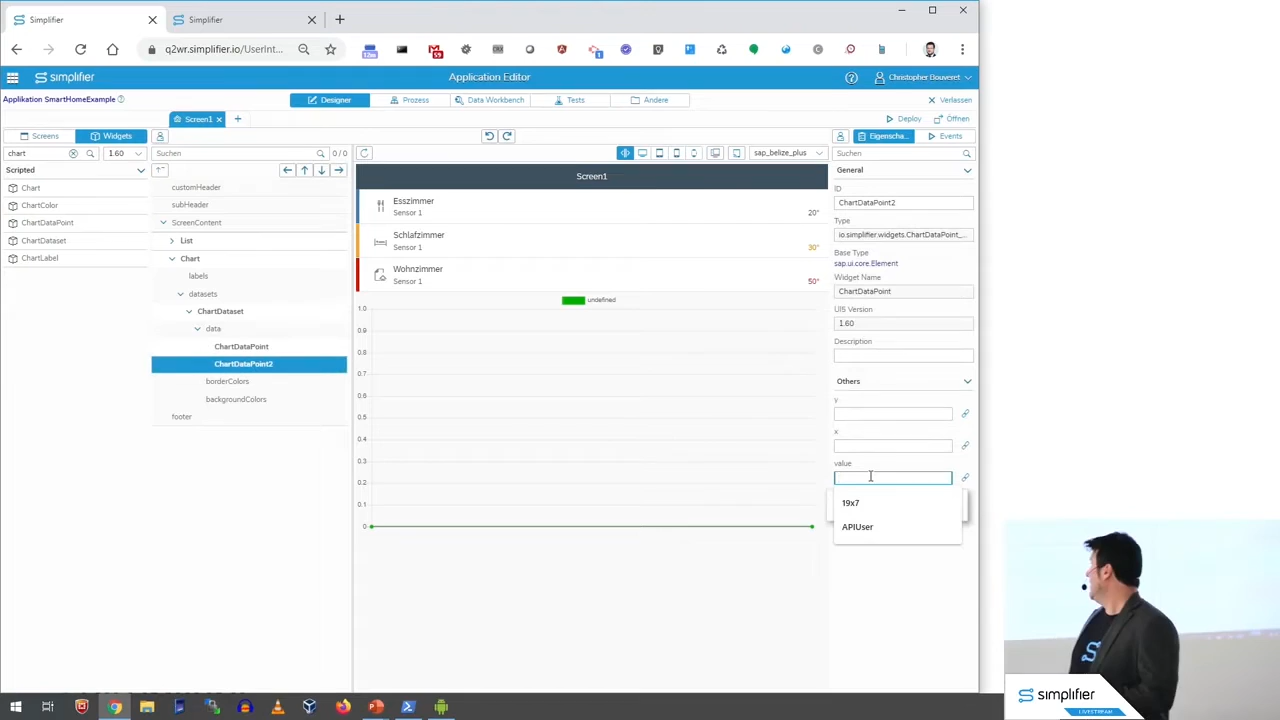 Simplifier
Simplifier
q2wr.simplifier.io/UserInt...
simplifier
Application Editor
Christopher Bouveret
Applikation SmartHomeExample
Designer
Prozess
Data Workbench
Tests
Andere
Verlassen
Screen1
Deploy
Öffnen
Screens
Widgets
Eigenscha...
Events
chart
1.60
Suchen
0 / 0
sap_belize_plus
Suchen
Scripted
Chart
ChartColor
ChartDataPoint
ChartDataset
ChartLabel
customHeader
subHeader
ScreenContent
List
Chart
labels
datasets
ChartDataset
data
ChartDataPoint
ChartDataPoint2
borderColors
backgroundColors
footer
Screen1
Esszimmer
Sensor 1
20°
Schlafzimmer
Sensor 1
30°
Wohnzimmer
Sensor 1
50°
undefined
1.0
0.9
0.8
0.7
0.6
0.5
0.4
0.3
0.2
0.1
0
General
ID
ChartDataPoint2
Type
io.simplifier.widgets.ChartDataPoint_...
Base Type
sap.ui.core.Element
Widget Name
ChartDataPoint
UI5 Version
1.60
Description
Others
y
x
value
19x7
APIUser
simplifier
LIVESTREAM